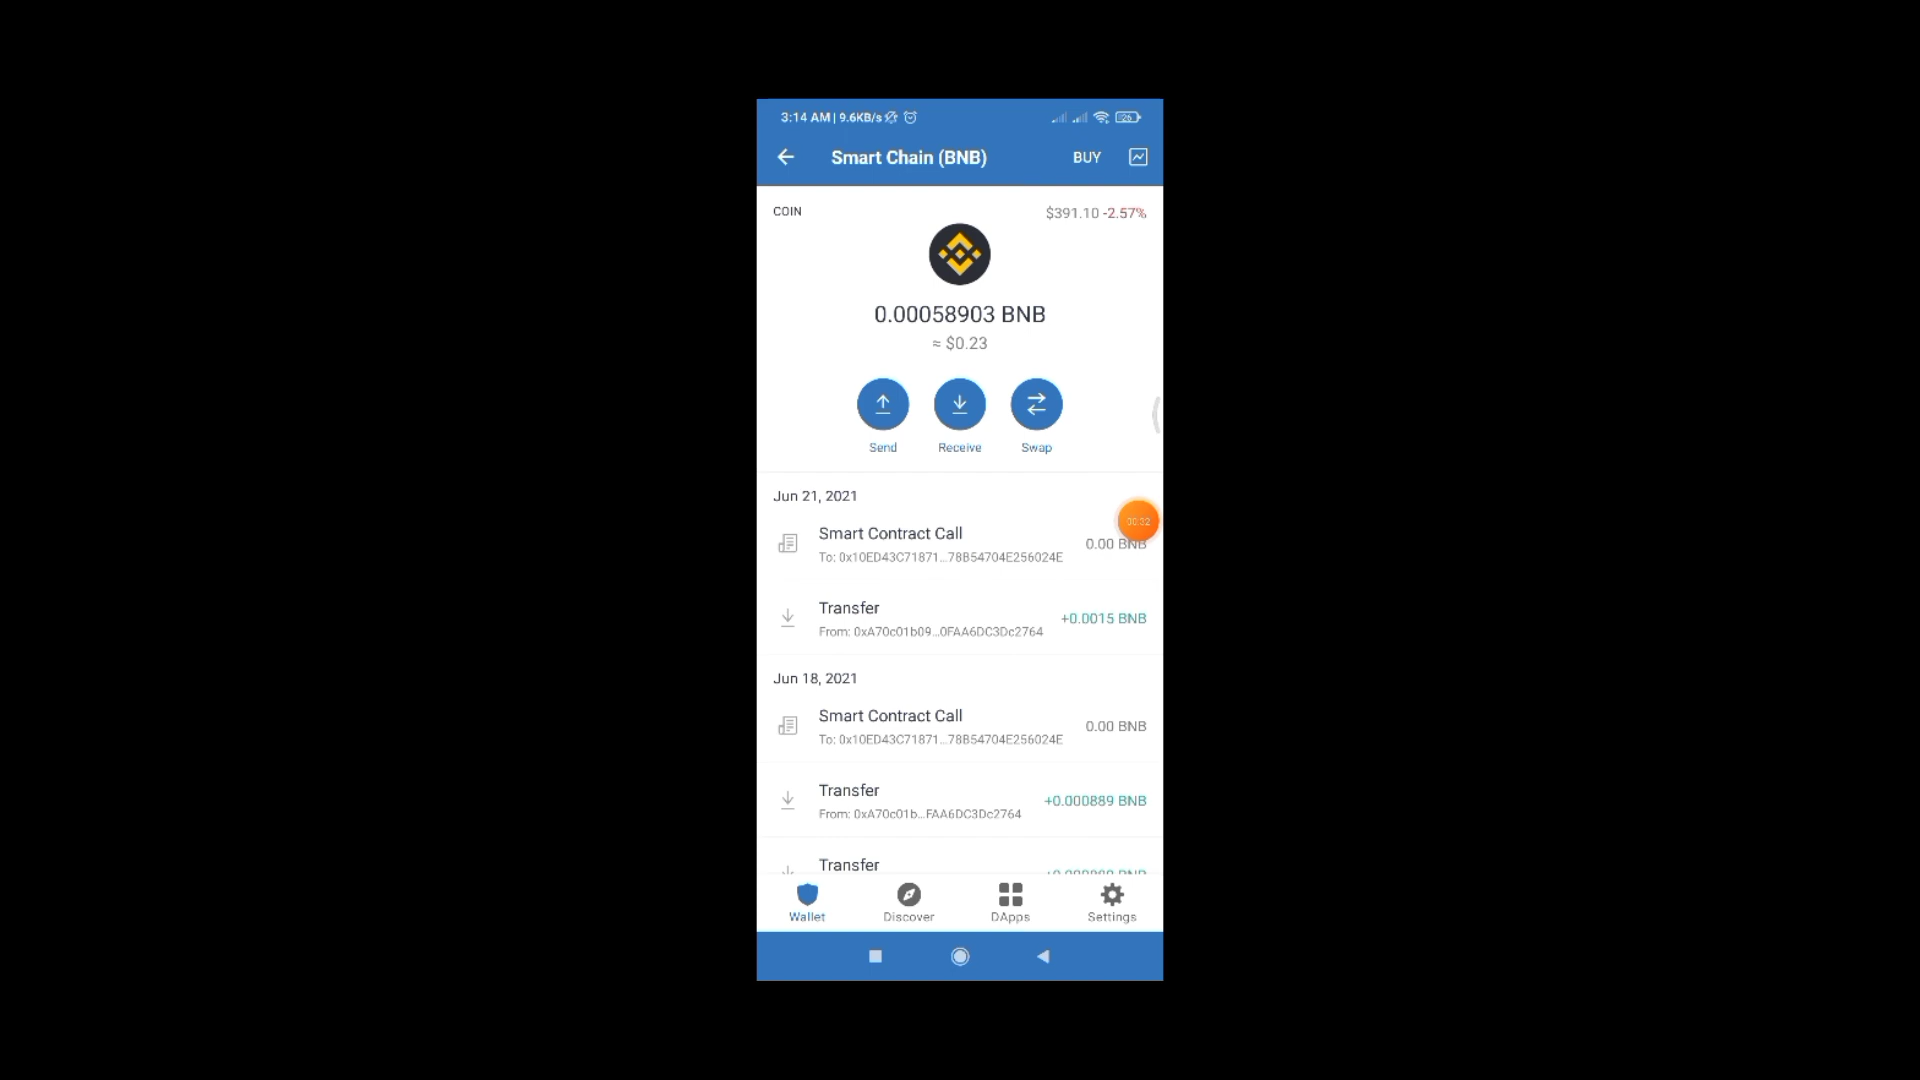 3:14 AM | 9.6KB/s
26
Smart Chain (BNB)
BUY
COIN
$391.10 -2.57%
0.00058903 BNB
≈ $0.23
Send
Receive
Swap
Jun 21, 2021
00:32
Smart Contract Call
0.00 BNB
To: 0x10ED43C71871...78B54704E256024E
Transfer
+0.0015 BNB
From: 0xA70c01b09...0FAA6DC3Dc2764
Jun 18, 2021
Smart Contract Call
0.00 BNB
To: 0x10ED43C71871...78B54704E256024E
Transfer
+0.000889 BNB
From: 0xA70c01b...FAA6DC3Dc2764
Transfer
Wallet
Discover
DApps
Settings